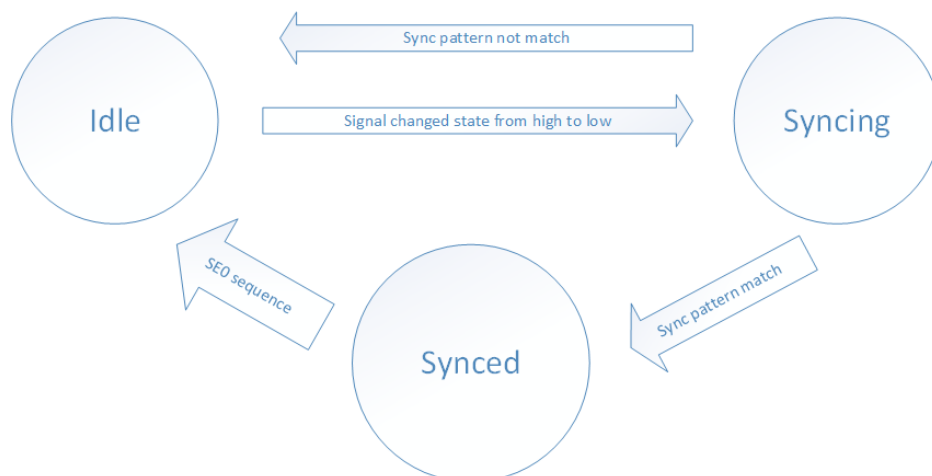 Sync pattern not match
Idle
Signal changed state from high to low
Syncing
SE0 sequence
Sync pattern match
Synced